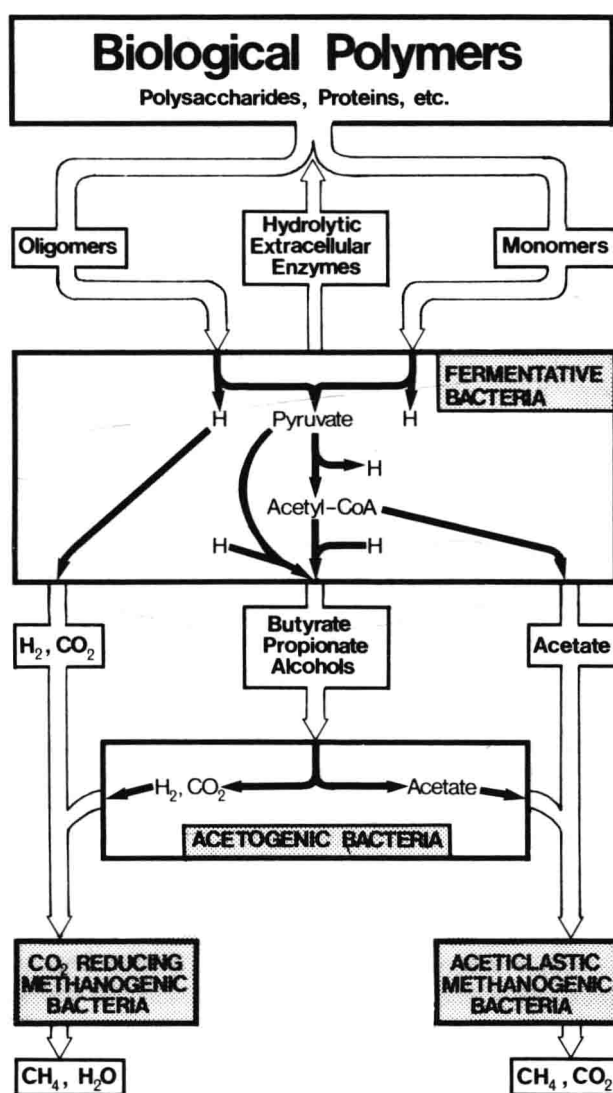 Biological Polymers
Polysaccharides, Proteins, etc.
Oligomers
Hydrolytic
Extracellular
Enzymes
Monomers
FERMENTATIVE
BACTERIA
H
Pyruvate
H
H
Acetyl-CoA
H
H
H₂, CO₂
Butyrate
Propionate
Alcohols
Acetate
H₂, CO₂
Acetate
ACETOGENIC BACTERIA
CO₂ REDUCING
METHANOGENIC
BACTERIA
ACETICLASTIC
METHANOGENIC
BACTERIA
CH₄, H₂O
CH₄, CO₂